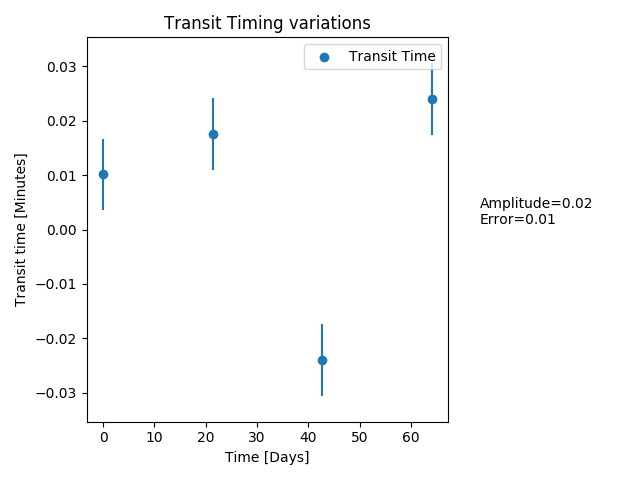 Transit Timing variations
Transit Time
0.03
0.02
0.01
0.00
−0.01
−0.02
−0.03
Transit time [Minutes]
Amplitude=0.02
Error=0.01
0 10 20 30 40 50 60
Time [Days]